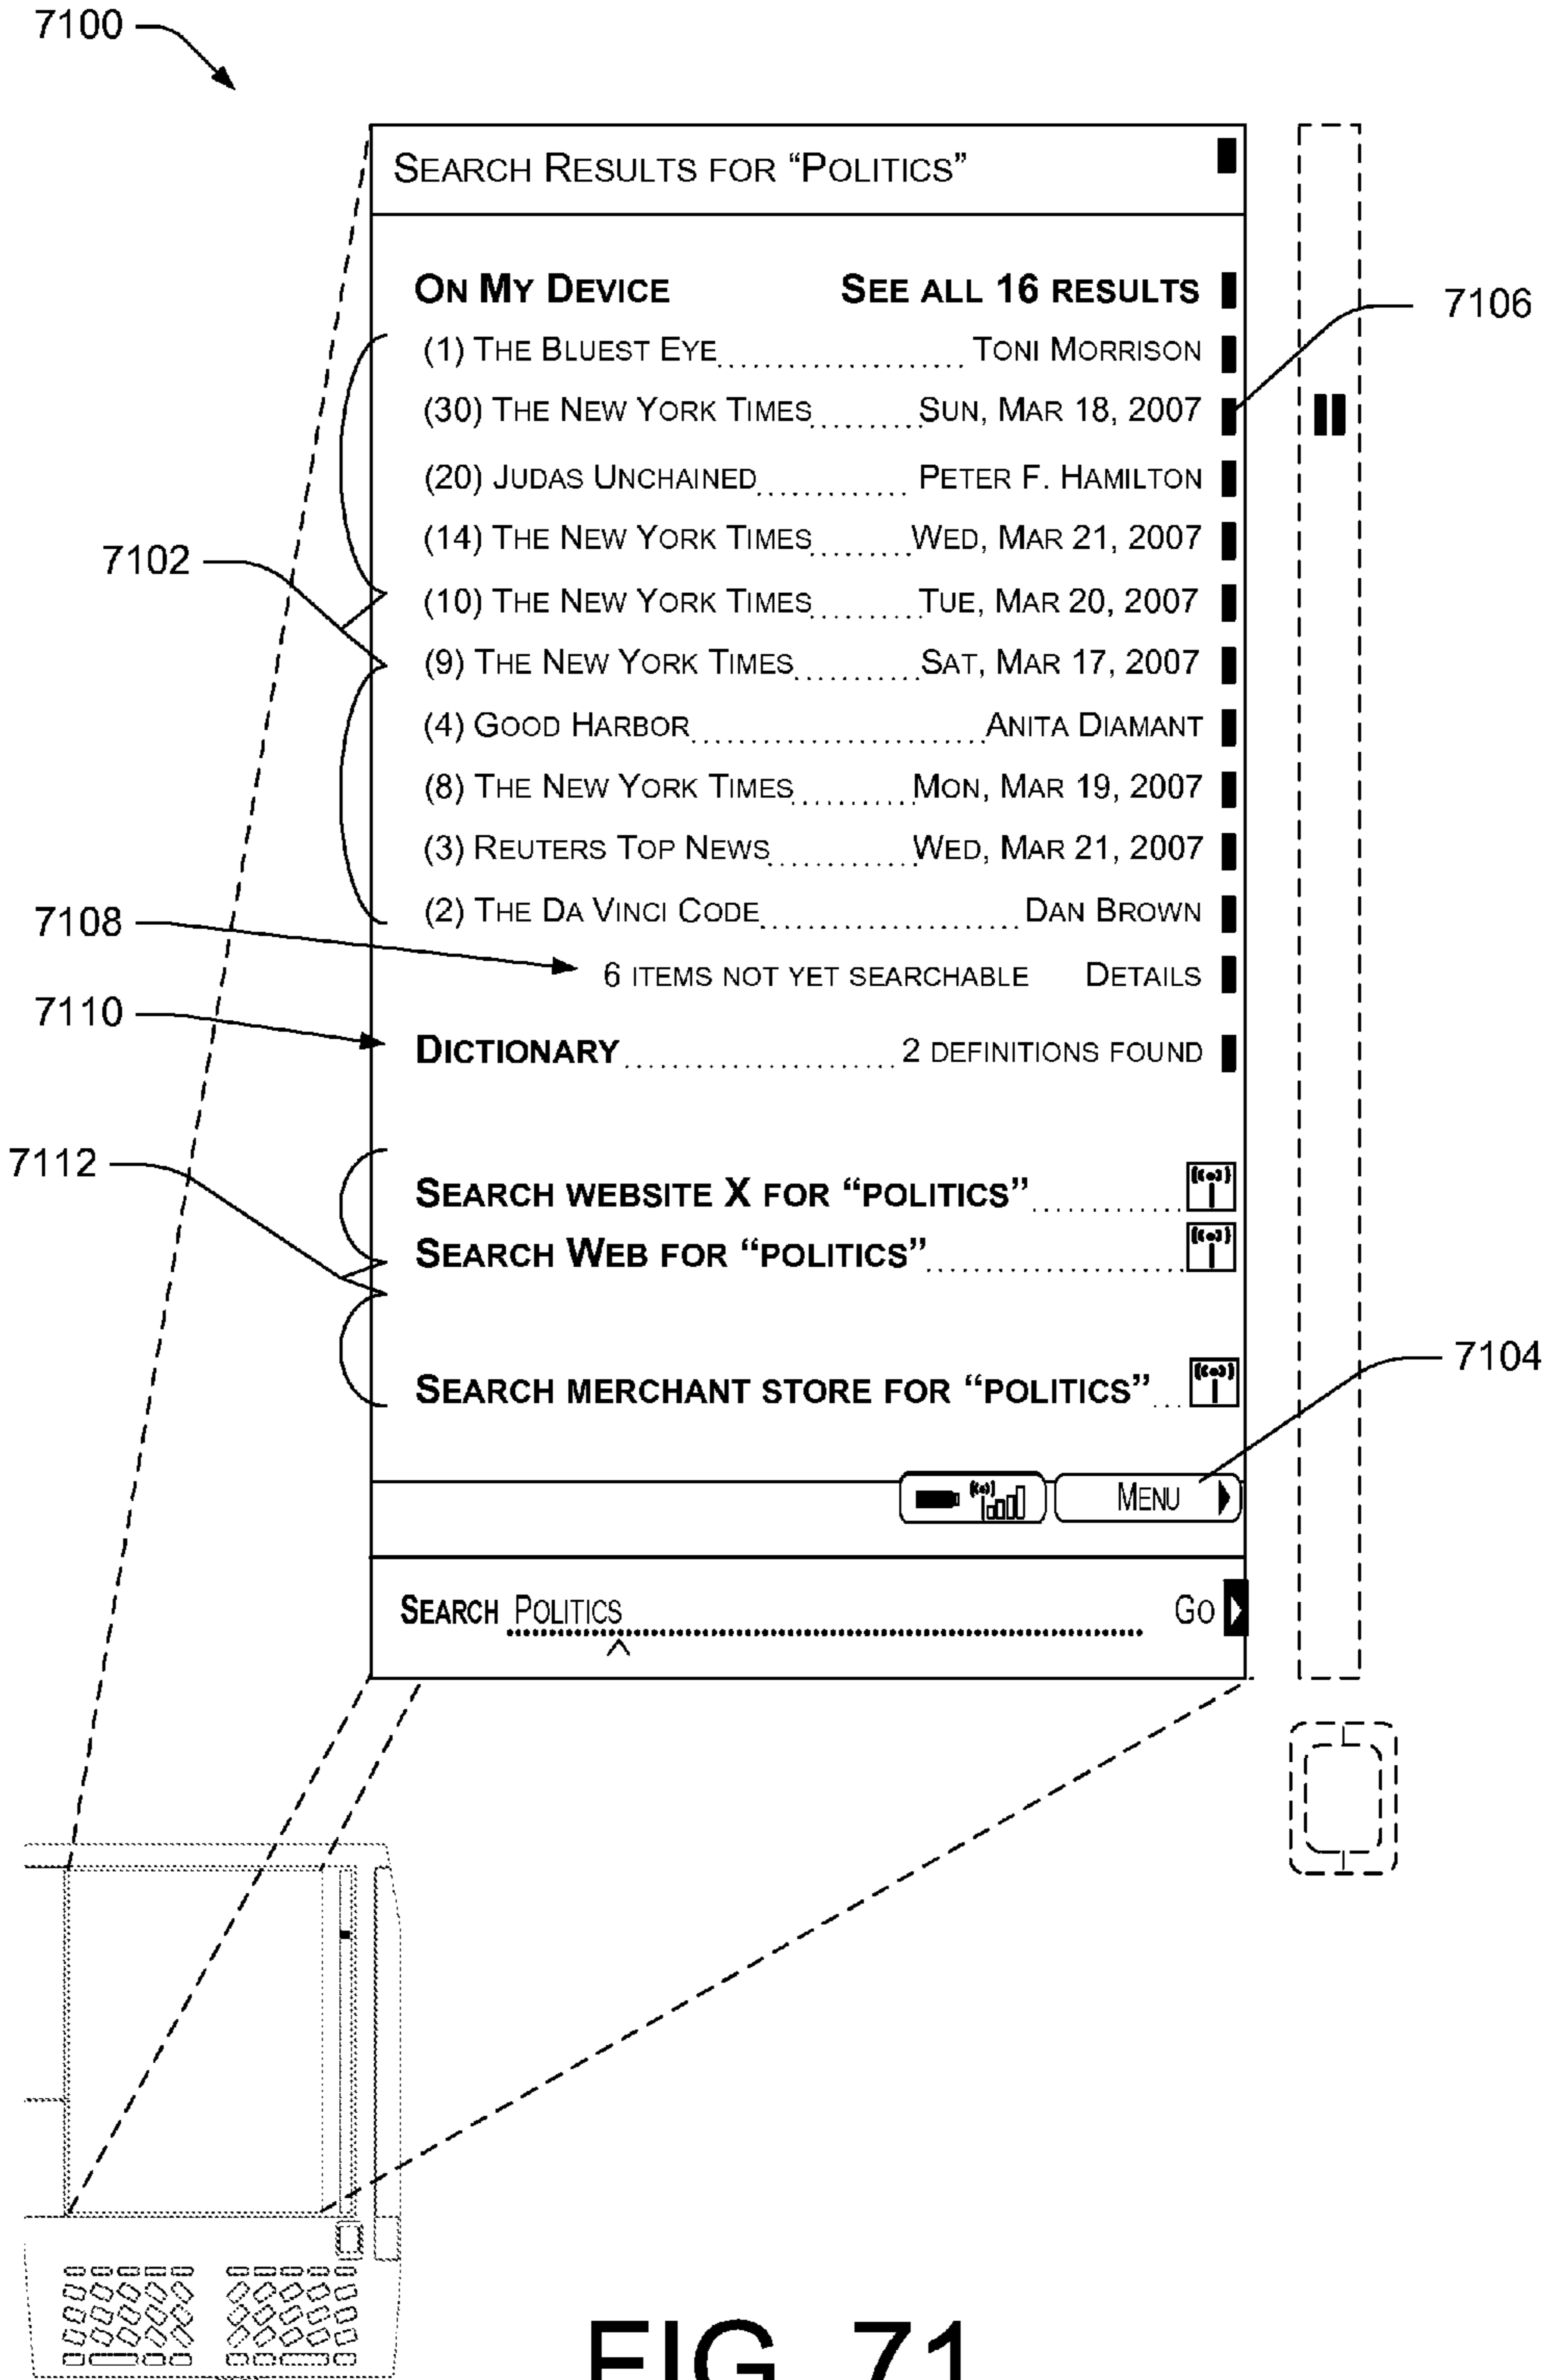 7100
SEARCH RESULTS FOR “POLITICS”
ON MY DEVICE SEE ALL 16 RESULTS
7106
(1) THE BLUEST EYE TONI MORRISON
(30) THE NEW YORK TIMES SUN, MAR 18, 2007
(20) JUDAS UNCHAINED PETER F. HAMILTON
(14) THE NEW YORK TIMES WED, MAR 21, 2007
7102
(10) THE NEW YORK TIMES TUE, MAR 20, 2007
(9) THE NEW YORK TIMES SAT, MAR 17, 2007
(4) GOOD HARBOR ANITA DIAMANT
(8) THE NEW YORK TIMES MON, MAR 19, 2007
(3) REUTERS TOP NEWS WED, MAR 21, 2007
(2) THE DA VINCI CODE DAN BROWN
7108
6 ITEMS NOT YET SEARCHABLE DETAILS
7110
DICTIONARY 2 DEFINITIONS FOUND
7112
SEARCH WEBSITE X FOR “POLITICS”
SEARCH WEB FOR “POLITICS”
7104
SEARCH MERCHANT STORE FOR “POLITICS”
MENU
SEARCH POLITICS GO
FIG. 71